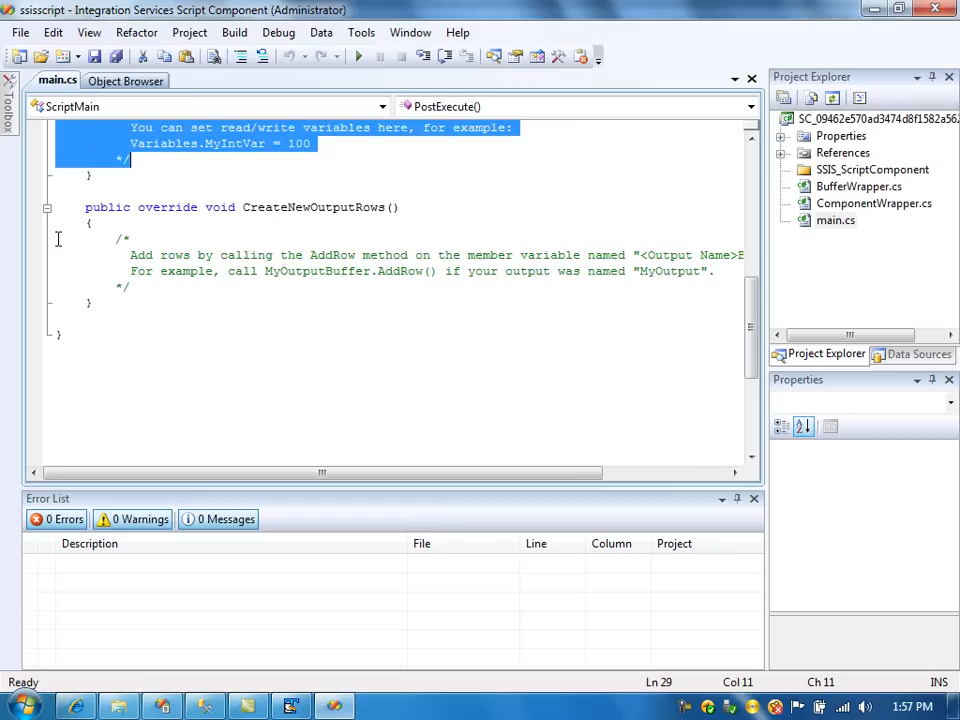 ssisscript - Integration Services Script Component (Administrator)
File Edit View Refactor Project Build Debug Data Tools Window Help
Toolbox
main.cs Object Browser
ScriptMain PostExecute()
You can set read/write variables here, for example:
Variables.MyIntVar = 100
*/
}
public override void CreateNewOutputRows()
{
/*
Add rows by calling the AddRow method on the member variable named "<Output Name>B
For example, call MyOutputBuffer.AddRow() if your output was named "MyOutput".
*/
}
}
Project Explorer
SC_09462e570ad3474d8f1582a562
Properties
References
SSIS_ScriptComponent
BufferWrapper.cs
ComponentWrapper.cs
main.cs
Project Explorer Data Sources
Properties
Error List
0 Errors 0 Warnings 0 Messages
Description File Line Column Project
Ready Ln 29 Col 11 Ch 11 INS
1:57 PM